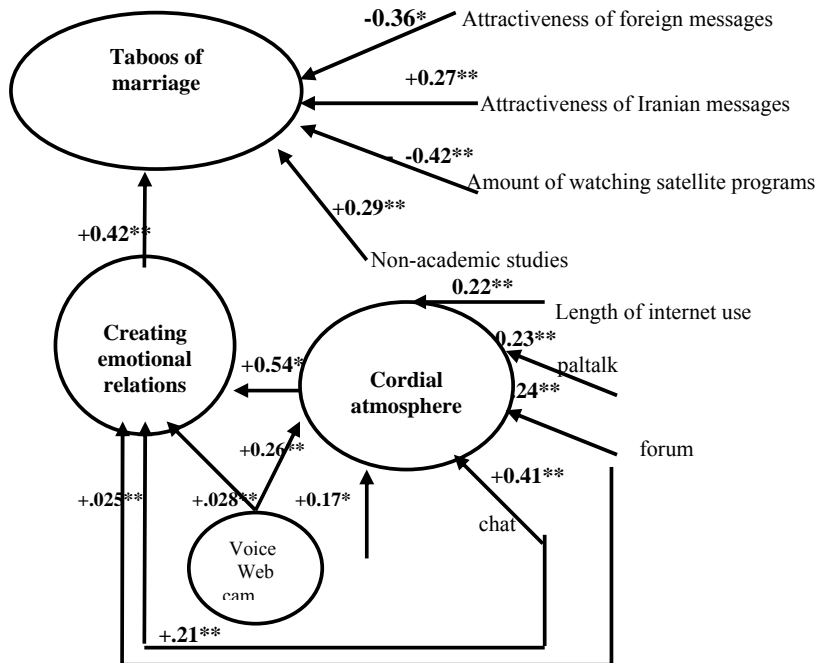 -0.36*
Attractiveness of foreign messages
Taboos of
marriage
+0.27**
Attractiveness of Iranian messages
-0.42**
Amount of watching satellite programs
+0.29**
+0.42**
Non-academic studies
0.22**
Length of internet use
Creating
emotional
relations
+0.54*
Cordial
atmosphere
0.23**
paltalk
.24**
forum
+0.26**
+0.41**
+.025**
+.028**
+0.17*
chat
Voice
Web
cam
+.21**